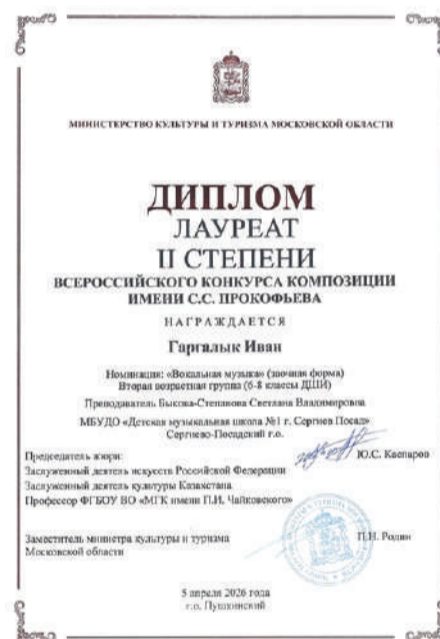 МИНИСТЕРСТВО КУЛЬТУРЫ И ТУРИЗМА МОСКОВСКОЙ ОБЛАСТИ
ДИПЛОМ
ЛАУРЕАТ
II СТЕПЕНИ
ВСЕРОССИЙСКОГО КОНКУРСА КОМПОЗИЦИИ
ИМЕНИ С.С. ПРОКОФЬЕВА
НАГРАЖДАЕТСЯ
Гаргалык Иван
Номинация: «Вокальная музыка» (заочная форма)
Вторая возрастная группа (6-8 классы ДШИ)
Преподаватель Быкова-Степанова Светлана Владимировна
МБУДО «Детская музыкальная школа №1 г. Сергиев Посад»
Сергиево-Посадский г.о.
Председатель жюри: Ю.С. Каспаров
Заслуженный деятель искусств Российской Федерации
Заслуженный деятель культуры Казахстана
Профессор ФГБОУ ВО «МГК имени П.И. Чайковского»
Заместитель министра культуры и туризма П.Н. Родин
Московской области
5 апреля 2026 года
г.о. Пушкинский